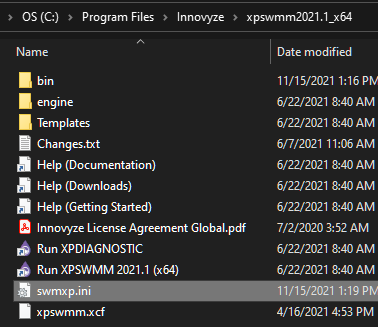 OS (C:) > Program Files > Innovyze > xpswmm2021.1_x64
Name Date modified
bin 11/15/2021 1:16 PM
engine 6/22/2021 8:40 AM
Templates 6/22/2021 8:40 AM
Changes.txt 6/7/2021 11:06 AM
Help (Documentation) 6/22/2021 8:40 AM
Help (Downloads) 6/22/2021 8:40 AM
Help (Getting Started) 6/22/2021 8:40 AM
Innovyze License Agreement Global.pdf 7/2/2020 3:52 AM
Run XPDIAGNOSTIC 6/22/2021 8:40 AM
Run XPSWMM 2021.1 (x64) 6/22/2021 8:40 AM
swmxp.ini 11/15/2021 1:19 PM
xpswmm.xcf 4/16/2021 4:53 PM